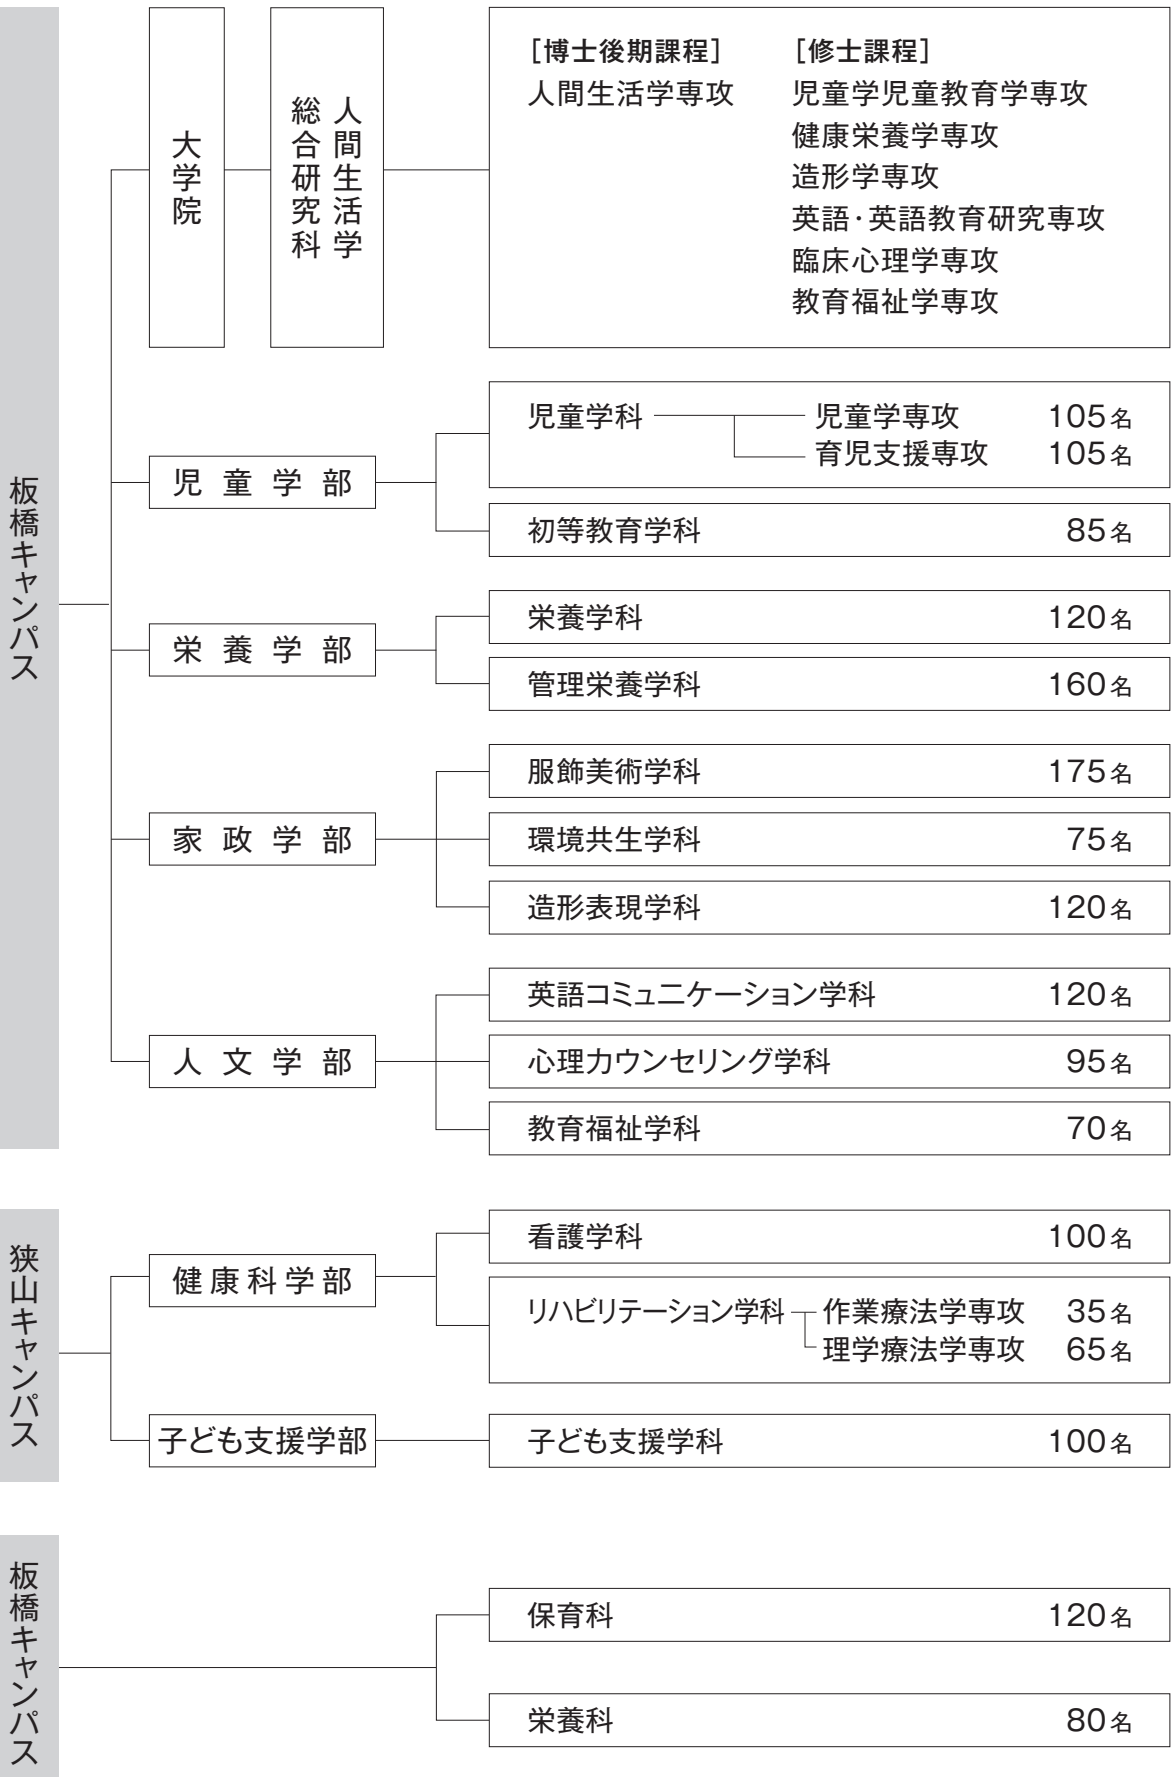 板橋キャンパス
大学院
人間生活学
総合研究科
[博士後期課程]
人間生活学専攻
[修士課程]
児童学児童教育学専攻
健康栄養学専攻
造形学専攻
英語・英語教育研究専攻
臨床心理学専攻
教育福祉学専攻
児童学部
児童学科 児童学専攻 105名
育児支援専攻 105名
初等教育学科 85名
栄養学部
栄養学科 120名
管理栄養学科 160名
家政学部
服飾美術学科 175名
環境共生学科 75名
造形表現学科 120名
人文学部
英語コミュニケーション学科 120名
心理カウンセリング学科 95名
教育福祉学科 70名
狭山キャンパス
健康科学部
看護学科 100名
リハビリテーション学科 作業療法学専攻 35名
理学療法学専攻 65名
子ども支援学部
子ども支援学科 100名
板橋キャンパス
保育科 120名
栄養科 80名